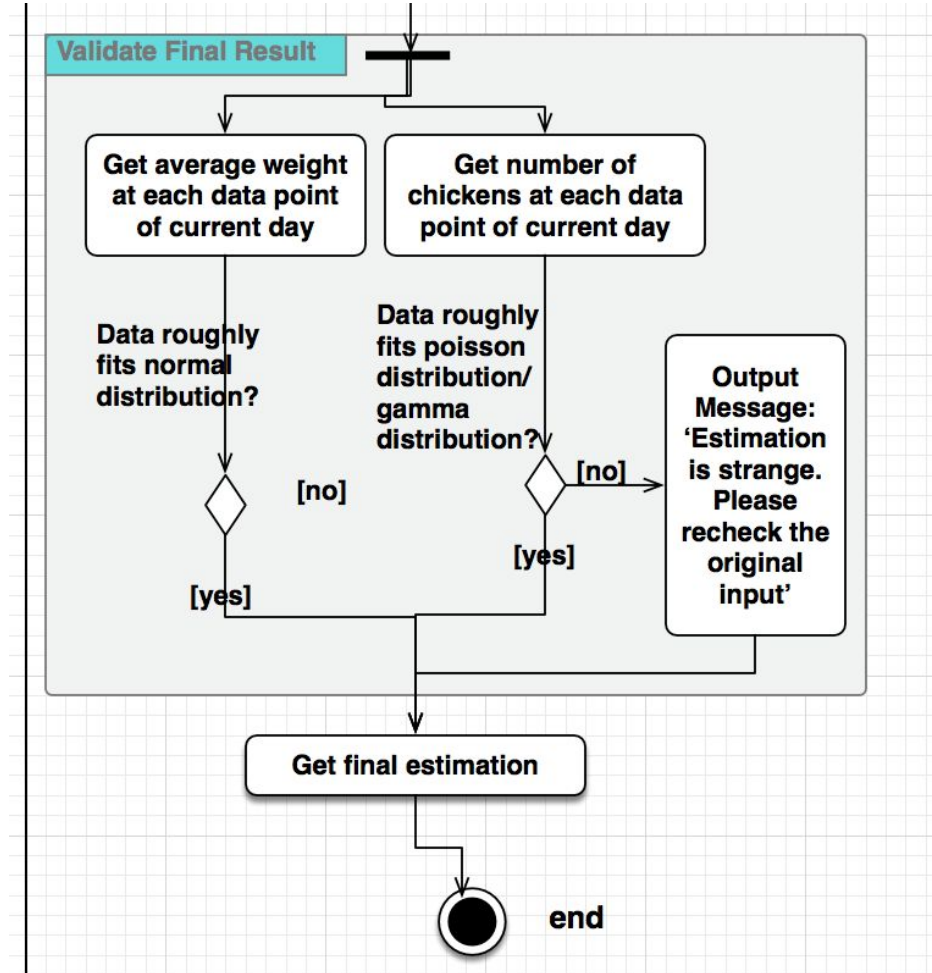 Validate Final Result
Get average weight
at each data point
of current day
Get number of
chickens at each data
point of current day
Data roughly
fits normal
distribution?
Data roughly
fits poisson
distribution/
gamma
distribution?
Output
Message:
‘Estimation
is strange.
Please
recheck the
original
input’
[no]
[no]
[yes]
[yes]
Get final estimation
end